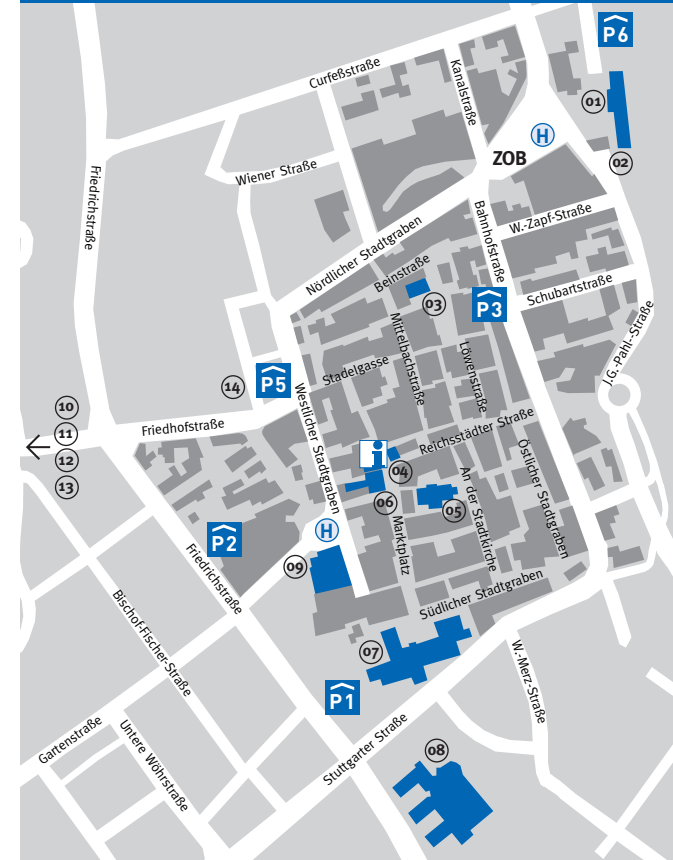 P6
Curfeßstraße
Kanalstraße
01
H
ZOB
02
Friedrichstraße
Wiener Straße
Bahnhofstraße
W.-Zapf-Straße
Nördlicher Stadtgraben
Beinstraße
03
P3
Schubartstraße
Mittelbachstraße
Löwenstraße
J.G.-Pahl-Straße
14
P5
Stadelgasse
Westlicher Stadtgraben
10
11
12
13
Friedhofstraße
Reichsstädter Straße
i
04
An der Stadtkirche
Östlicher Stadtgraben
06
05
Marktplatz
P2
H
09
Friedrichstraße
Südlicher Stadtgraben
Bischof-Fischer-Straße
07
W.-Merz-Straße
P1
Gartenstraße
Untere Wöhrstraße
Stuttgarter Straße
08